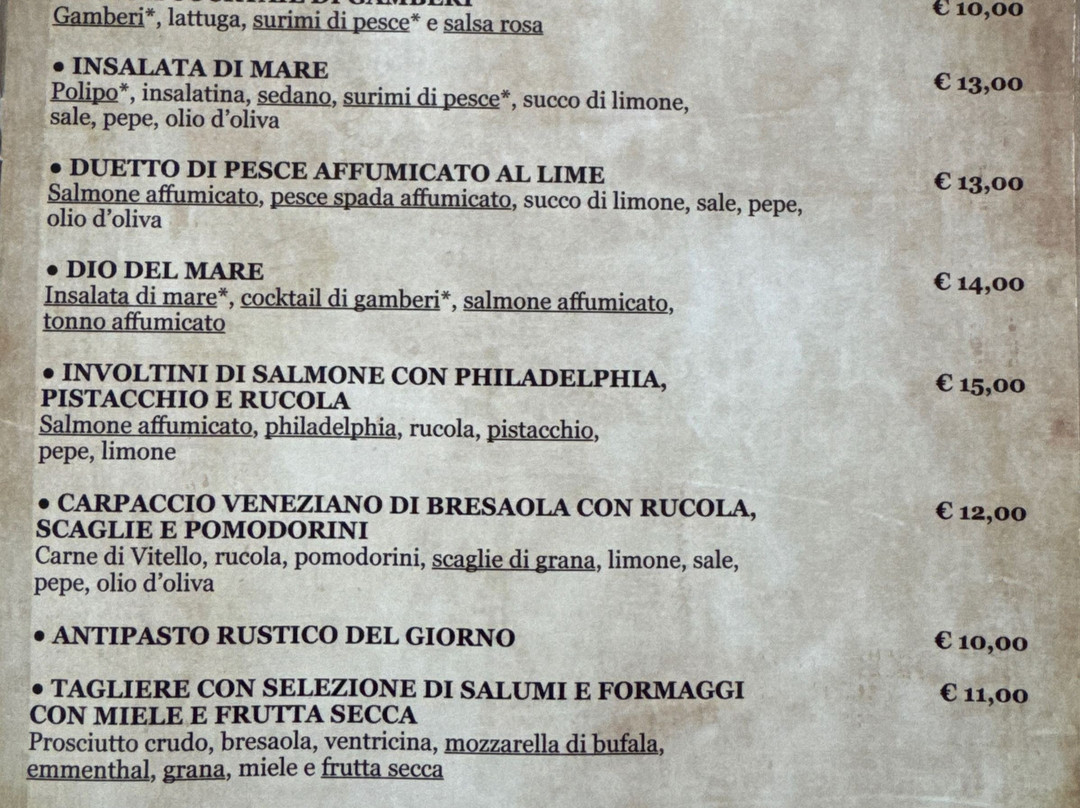 € 10,00
Gamberi*, lattuga, surimi di pesce* e salsa rosa
• INSALATA DI MARE € 13,00
Polipo*, insalatina, sedano, surimi di pesce*, succo di limone,
sale, pepe, olio d'oliva
• DUETTO DI PESCE AFFUMICATO AL LIME € 13,00
Salmone affumicato, pesce spada affumicato, succo di limone, sale, pepe,
olio d'oliva
• DIO DEL MARE € 14,00
Insalata di mare*, cocktail di gamberi*, salmone affumicato,
tonno affumicato
• INVOLTINI DI SALMONE CON PHILADELPHIA, € 15,00
PISTACCHIO E RUCOLA
Salmone affumicato, philadelphia, rucola, pistacchio,
pepe, limone
• CARPACCIO VENEZIANO DI BRESAOLA CON RUCOLA, € 12,00
SCAGLIE E POMODORINI
Carne di Vitello, rucola, pomodorini, scaglie di grana, limone, sale,
pepe, olio d'oliva
• ANTIPASTO RUSTICO DEL GIORNO € 10,00
• TAGLIERE CON SELEZIONE DI SALUMI E FORMAGGI € 11,00
CON MIELE E FRUTTA SECCA
Prosciutto crudo, bresaola, ventricina, mozzarella di bufala,
emmenthal, grana, miele e frutta secca